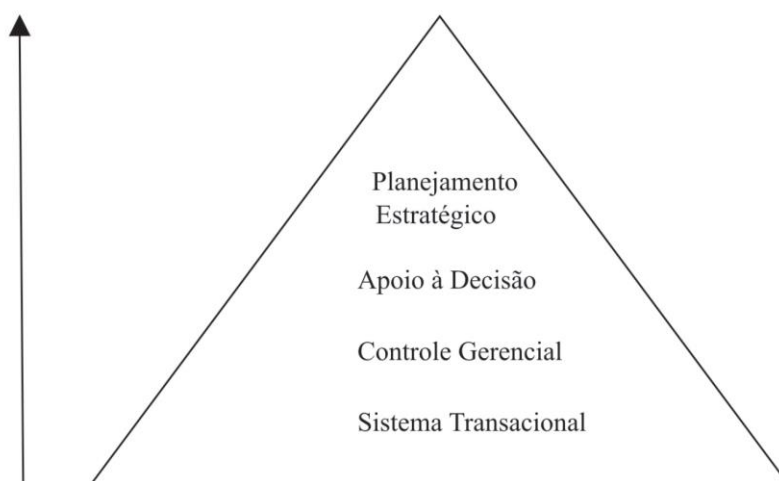 Planejamento
Estratégico
Apoio à Decisão
Controle Gerencial
Sistema Transacional